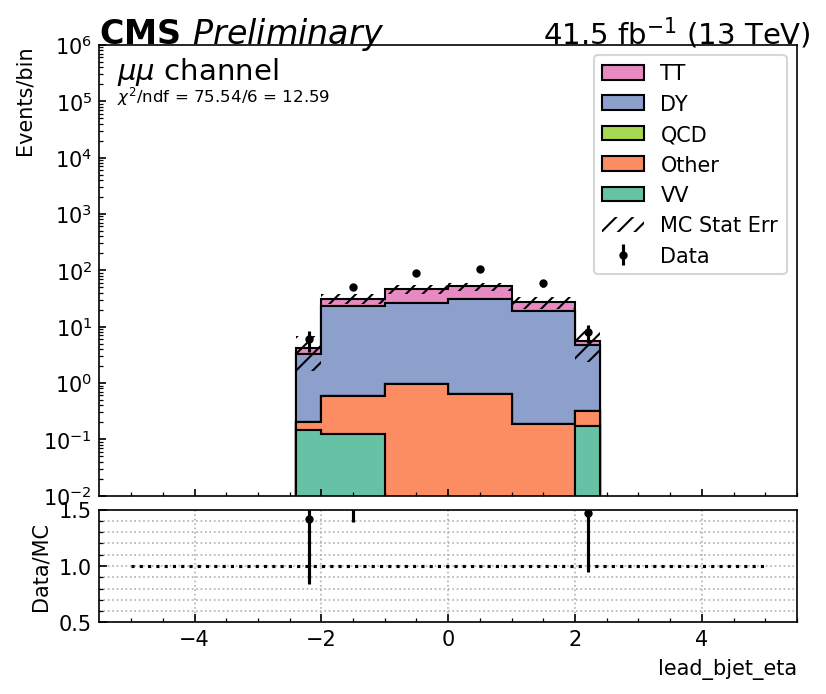 CMS Preliminary 41.5 fb⁻¹ (13 TeV)
μμ channel
χ²/ndf = 75.54/6 = 12.59
Events/bin
10⁶
10⁵
10⁴
10³
10²
10¹
10⁰
10⁻¹
10⁻²
TT
DY
QCD
Other
VV
MC Stat Err
Data
Data/MC
1.5
1.0
0.5
−4 −2 0 2 4
lead_bjet_eta